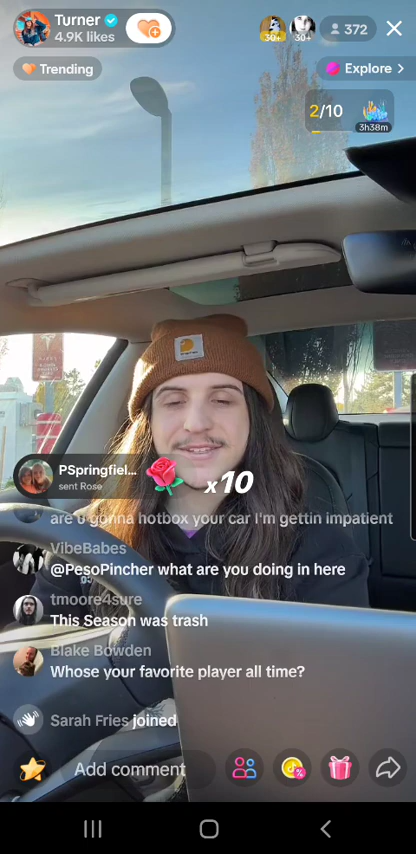 Turner
4.9K likes
30+
30+
372
Trending
Explore >
2/10
3h38m
PSpringfiel...
sent Rose
x10
are u gonna hotbox your car I'm gettin impatient
VibeBabes
@PesoPincher what are you doing in here
tmoore4sure
This Season was trash
Blake Bowden
Whose your favorite player all time?
Sarah Fries joined
Add comment